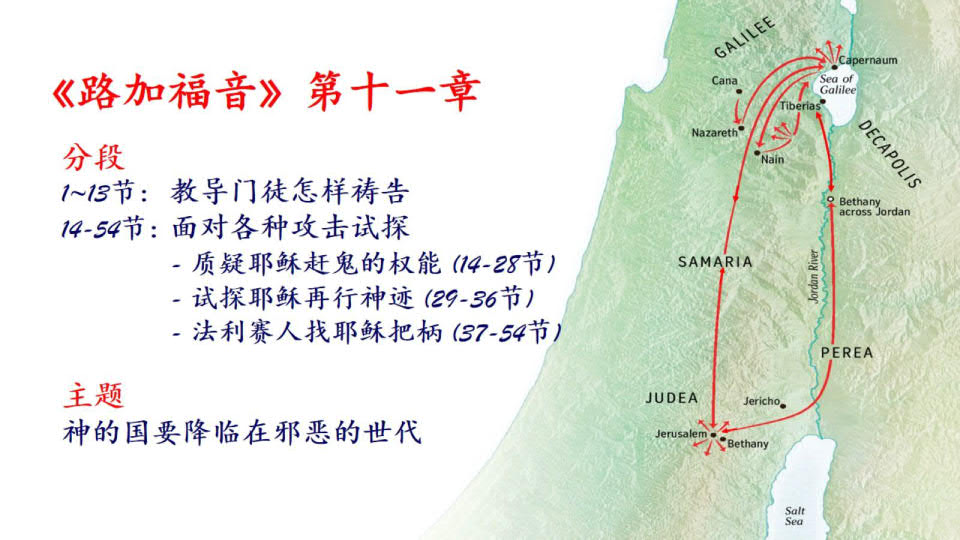 《路加福音》第十一章
分段
1~13节：教导门徒怎样祷告
14-54节：面对各种攻击试探
- 质疑耶稣赶鬼的权能 (14-28节)
- 试探耶稣再行神迹 (29-36节)
- 法利赛人找耶稣把柄 (37-54节)
主题
神的国要降临在邪恶的世代
GALILEE
Capernaum
Cana
Sea of
Galilee
Tiberias
Nazareth
DECAPOLIS
Nain
Bethany
across Jordan
SAMARIA
Jordan River
PEREA
JUDEA
Jericho
Jerusalem
Bethany
Salt
Sea